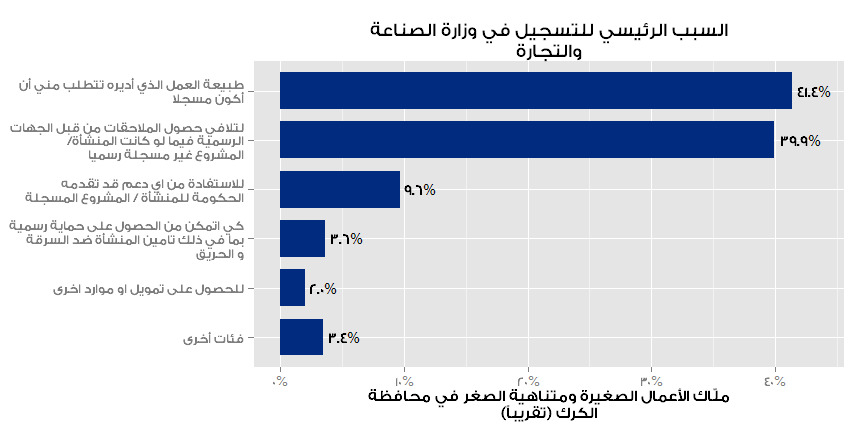 السبب الرئيسي للتسجيل في وزارة الصناعة
والتجارة
طبيعة العمل الذي أديره تتطلب مني أن
أكون مسجلا
٤١.٤%
لتلافي حصول الملاحقات من قبل الجهات
الرسمية فيما لو كانت المنشأة/
المشروع غير مسجلة رسميا
٣٩.٩%
للاستفادة من اي دعم قد تقدمه
الحكومة للمنشأة / المشروع المسجلة
٩.٦%
كي اتمكن من الحصول على حماية رسمية
بما في ذلك تامين المنشأة ضد السرقة
و الحريق
٣.٦%
للحصول على تمويل او موارد اخرى
٢.٠%
فئات أخرى
٣.٤%
٠% ١٠% ٢٠% ٣٠% ٤٠%
ملّاك الأعمال الصغيرة ومتناهية الصغر في محافظة
الكرك (تقريباً)